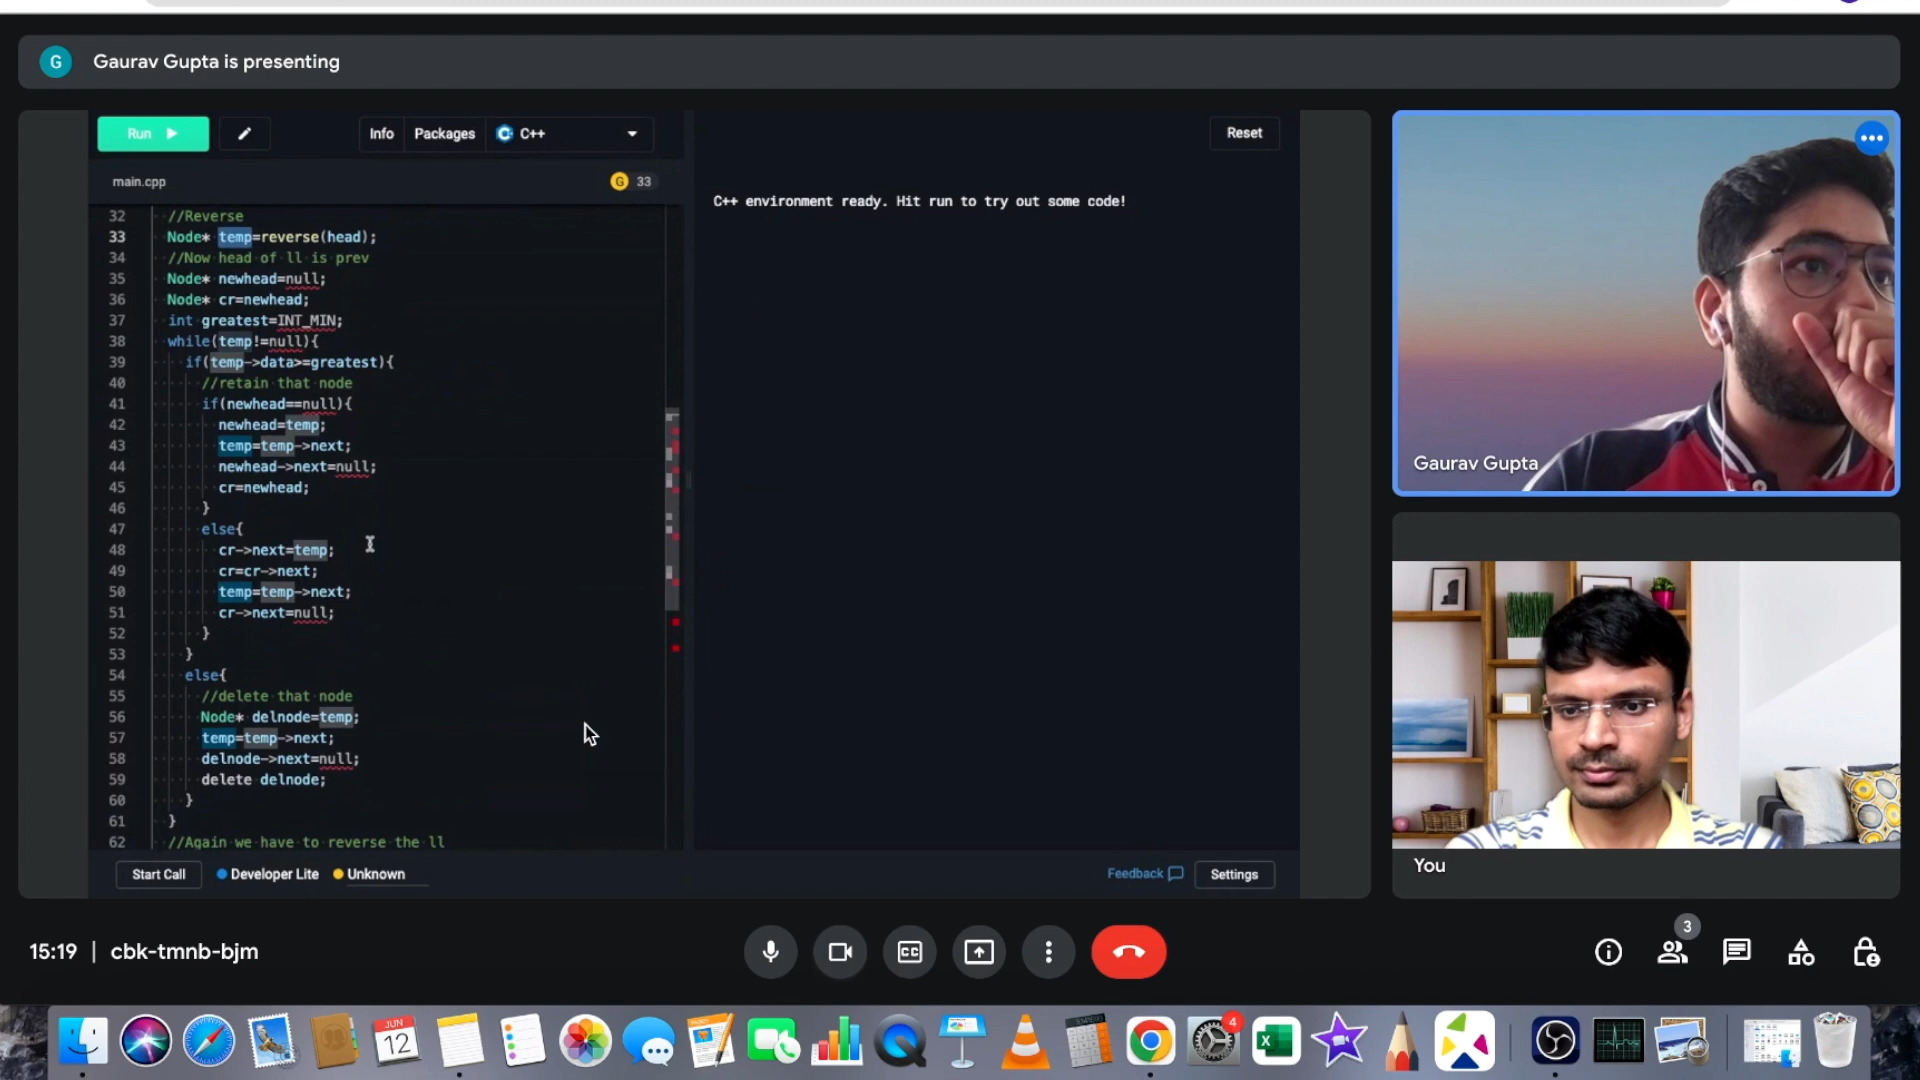 G Gaurav Gupta is presenting
Run Info Packages C++ Reset
main.cpp G 33
C++ environment ready. Hit run to try out some code!
32 //Reverse
33 Node* temp=reverse(head);
34 //Now head of ll is prev
35 Node* newhead=null;
36 Node* cr=newhead;
37 int greatest=INT_MIN;
38 while(temp!=null){
39 if(temp->data>=greatest){
40 //retain that node
41 if(newhead==null){
42 newhead=temp;
43 temp=temp->next;
44 newhead->next=null;
45 cr=newhead;
46 }
47 else{
48 cr->next=temp;
49 cr=cr->next;
50 temp=temp->next;
51 cr->next=null;
52 }
53 }
54 else{
55 //delete that node
56 Node* delnode=temp;
57 temp=temp->next;
58 delnode->next=null;
59 delete delnode;
60 }
61 }
62 //Again we have to reverse the ll
Start Call Developer Lite Unknown Feedback Settings
Gaurav Gupta
You
15:19 | cbk-tmnb-bjm
CC
3
JUN
12
4